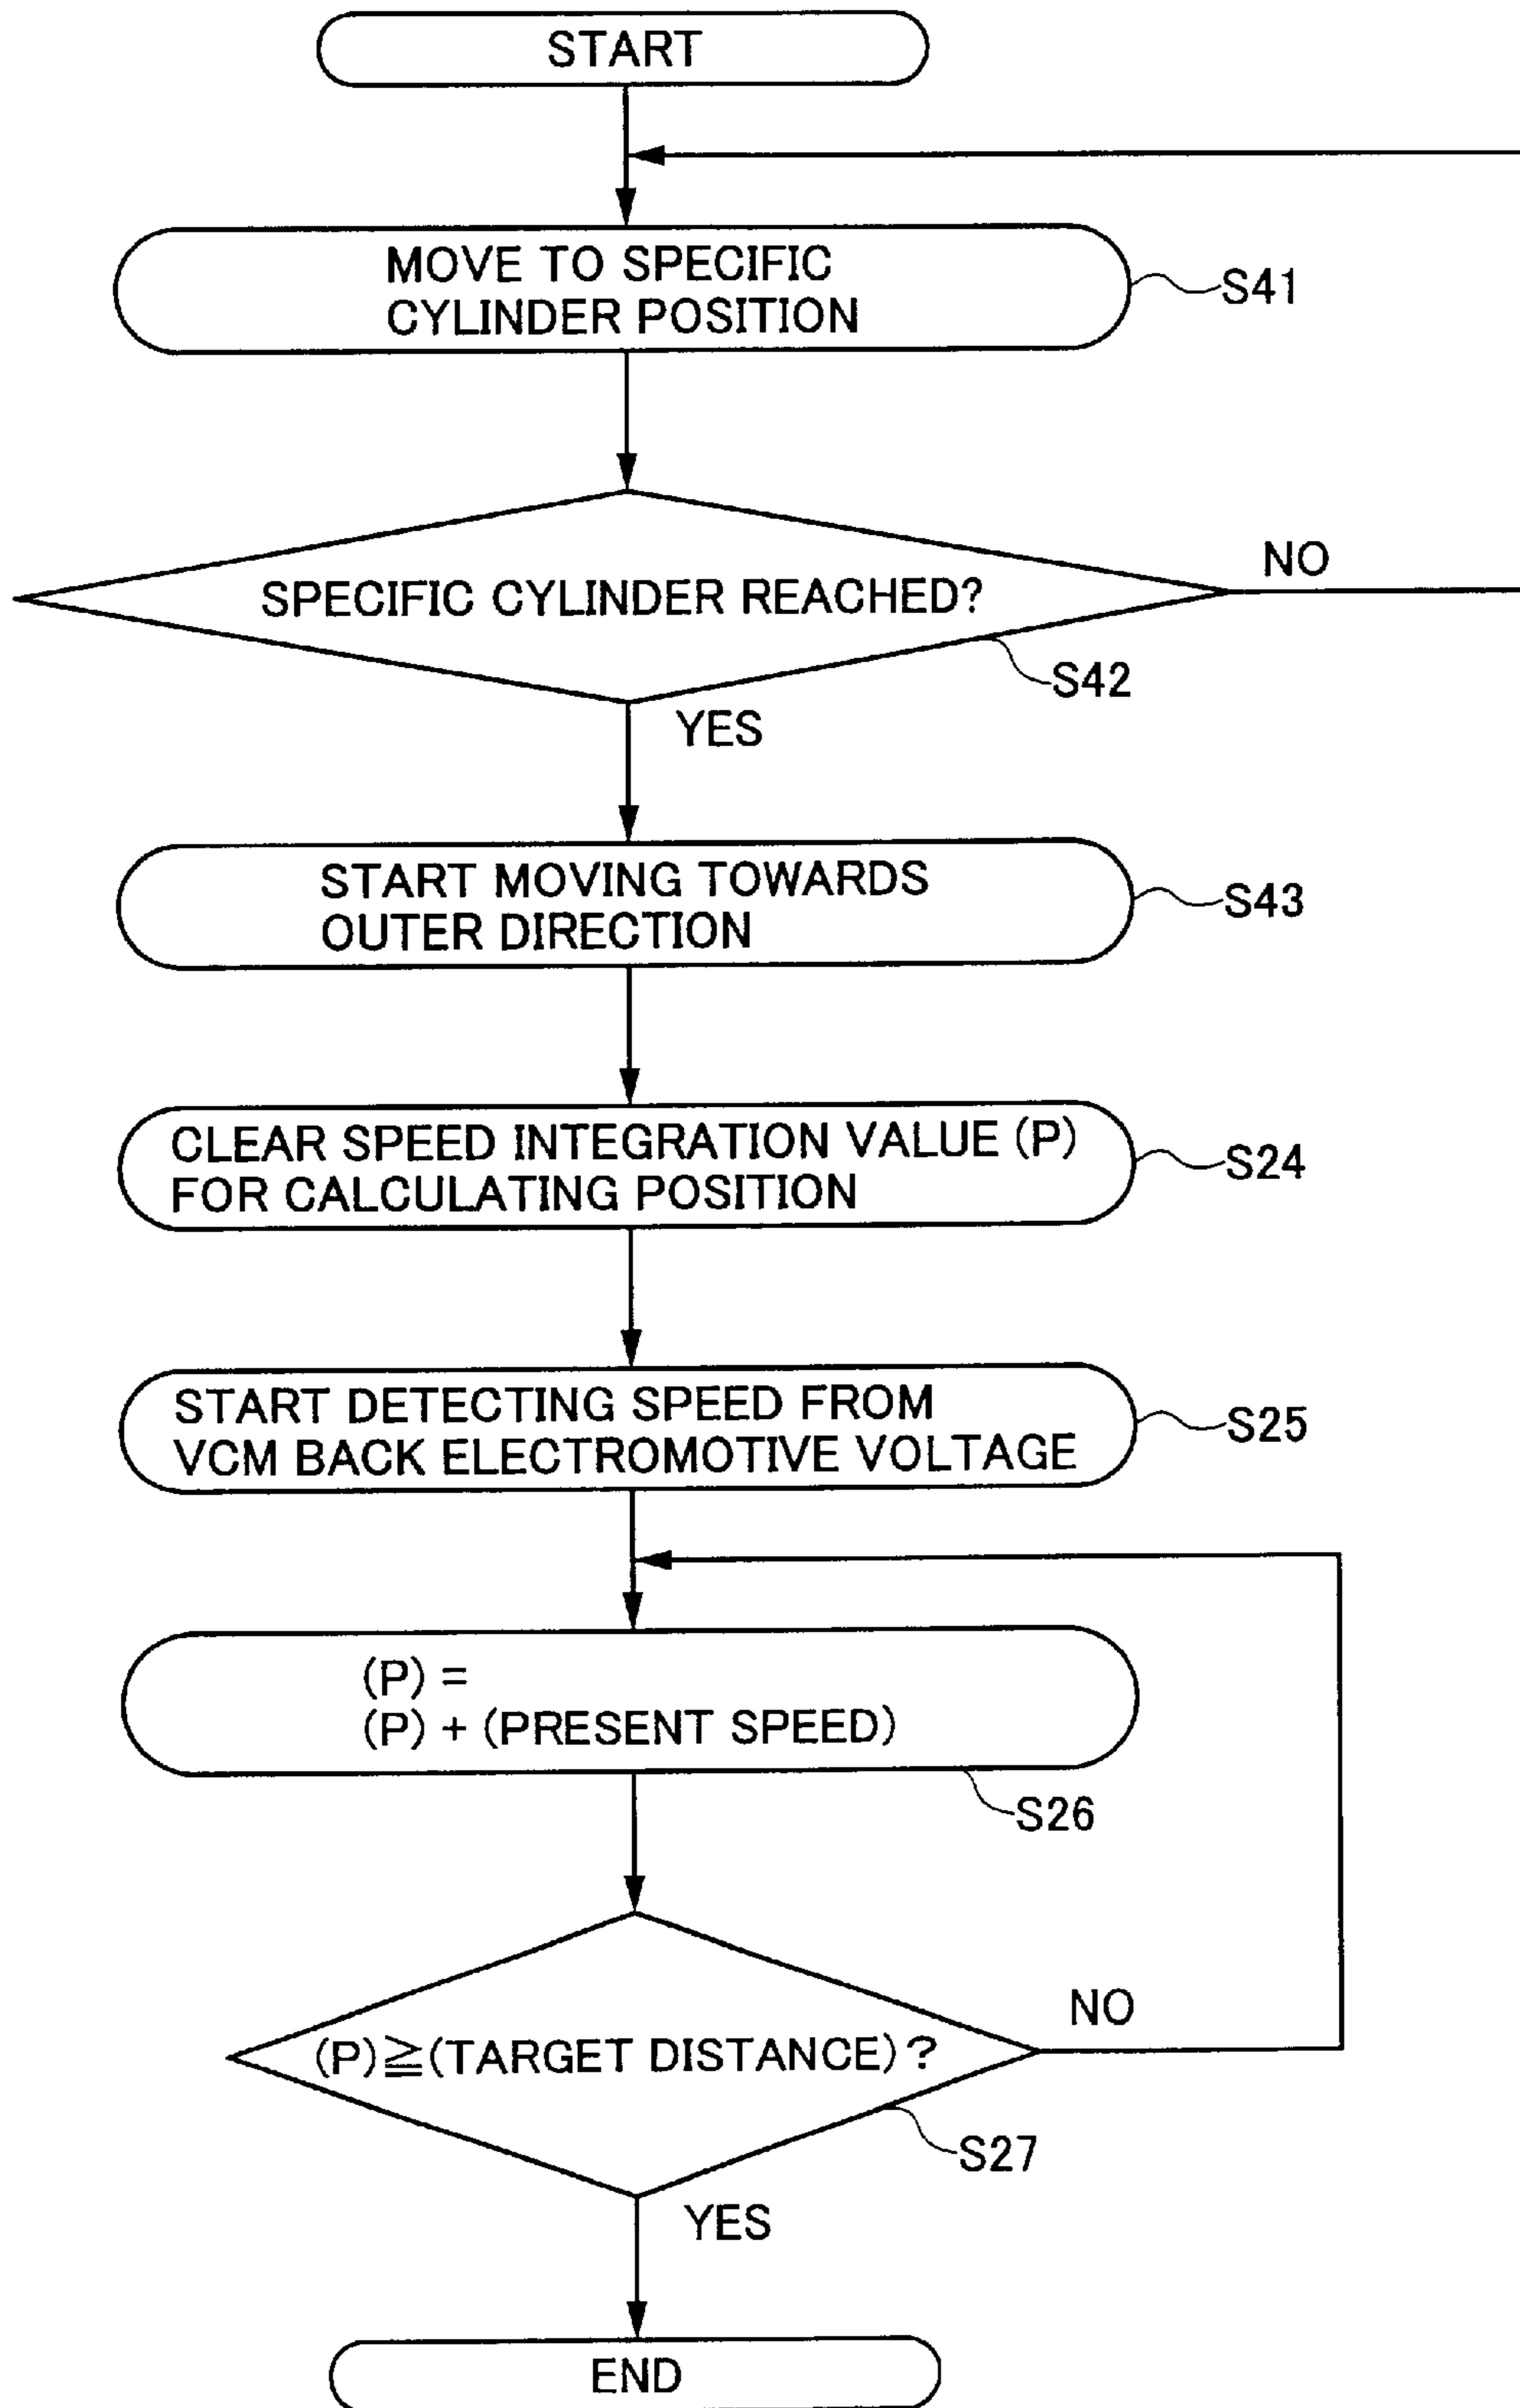 START
MOVE TO SPECIFIC
CYLINDER POSITION
S41
SPECIFIC CYLINDER REACHED?
NO
S42
YES
START MOVING TOWARDS
OUTER DIRECTION
S43
CLEAR SPEED INTEGRATION VALUE (P)
FOR CALCULATING POSITION
S24
START DETECTING SPEED FROM
VCM BACK ELECTROMOTIVE VOLTAGE
S25
(P) =
(P) + (PRESENT SPEED)
S26
(P)≧(TARGET DISTANCE)?
NO
S27
YES
END